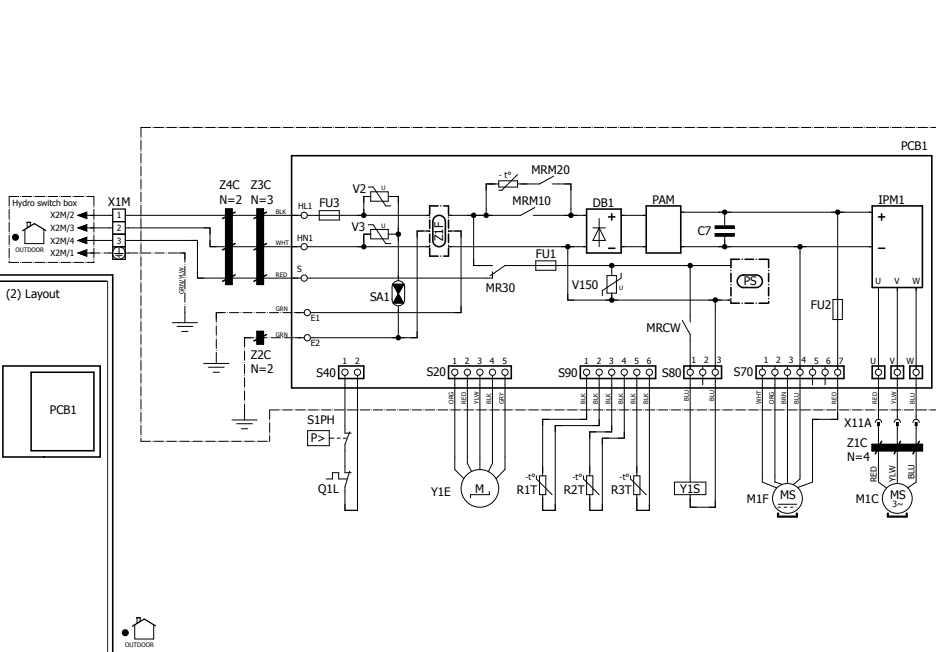 PCB1
Hydro switch box
X1M
X2M/2
X2M/3
X2M/4
X2M/1
OUTDOOR
1
2
3
Z4C
N=2
Z3C
N=3
BLK
WHT
RED
GRN
GRN
GRN/YLW
HL1
HN1
S
E1
E2
FU3
V2
U
V3
U
SA1
Z1F
- t°
MRM20
MRM10
MR30
FU1
V150
U
DB1
PAM
C7
PS
MRCW
FU2
IPM1
+
−
U V W
Z2C
N=2
(2) Layout
PCB1
S40
1 2
S20
1 2 3 4 5
S90
1 2 3 4 5 6
S80
1 2 3
S70
1 2 3 4 5 6 7
U V W
ORG RED YLW BLK GRY
BLK BLK BLK BLK BLK BLK
BLU BLU
WHT ORG BRN BLU RED
RED YLW BLU
S1PH
P>
Q1L
Y1E
M
R1T
-t°
R2T
-t°
R3T
-t°
Y1S
M1F
MS
X11A
Z1C
N=4
RED YLW BLU
M1C
MS
3~
OUTDOOR